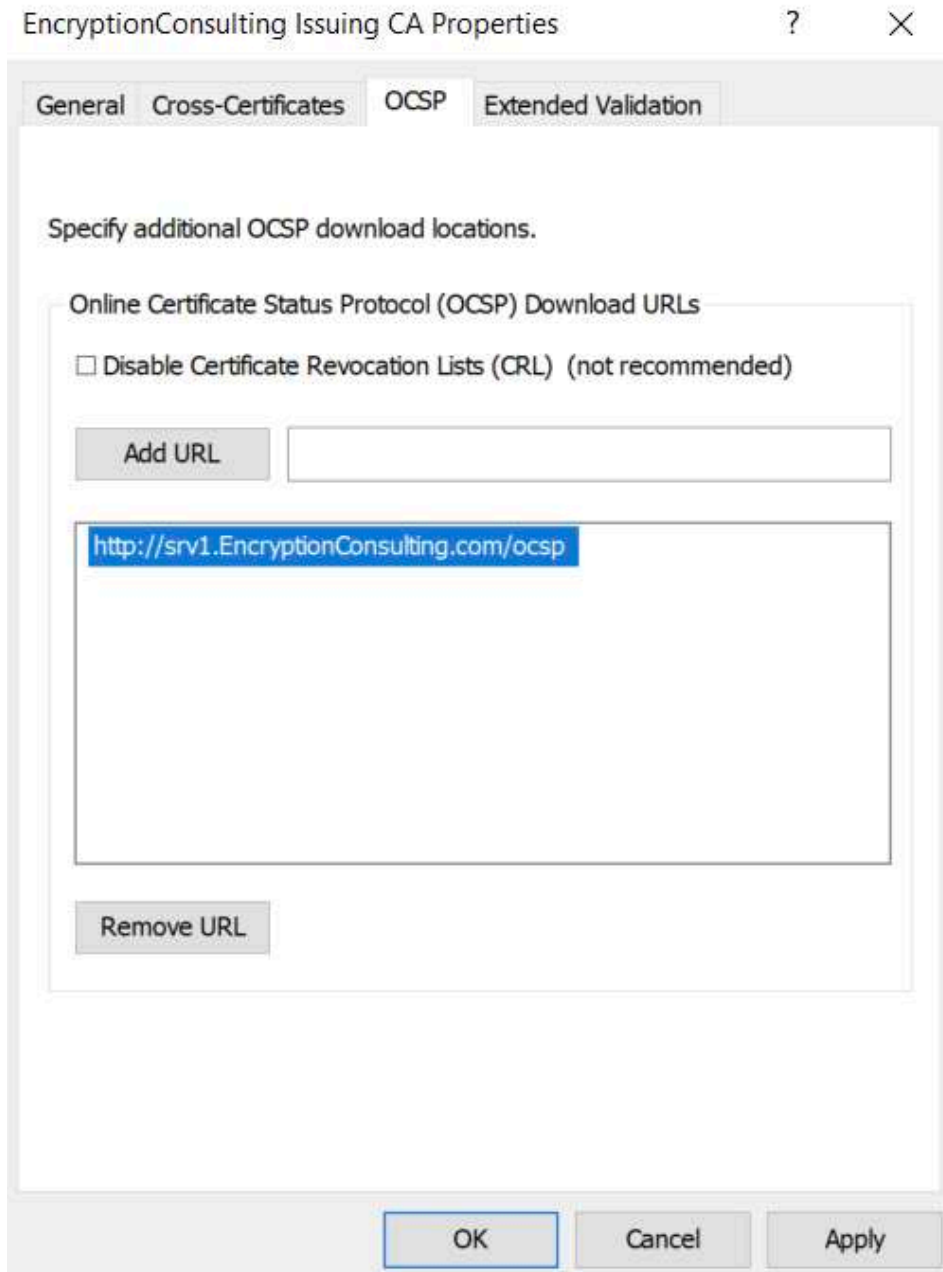 EncryptionConsulting Issuing CA Properties ? ×
General Cross-Certificates OCSP Extended Validation
Specify additional OCSP download locations.
Online Certificate Status Protocol (OCSP) Download URLs
Disable Certificate Revocation Lists (CRL) (not recommended)
Add URL
http://srv1.EncryptionConsulting.com/ocsp
Remove URL
OK Cancel Apply